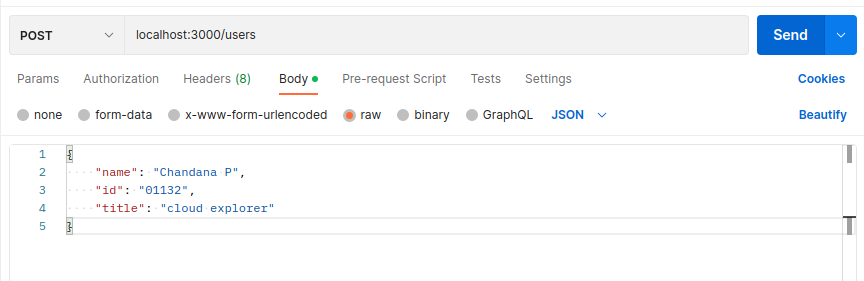 POST localhost:3000/users Send
Params Authorization Headers (8) Body Pre-request Script Tests Settings Cookies
none form-data x-www-form-urlencoded raw binary GraphQL JSON Beautify
1 {
2 "name": "Chandana P",
3 "id": "01132",
4 "title": "cloud explorer"
5 }